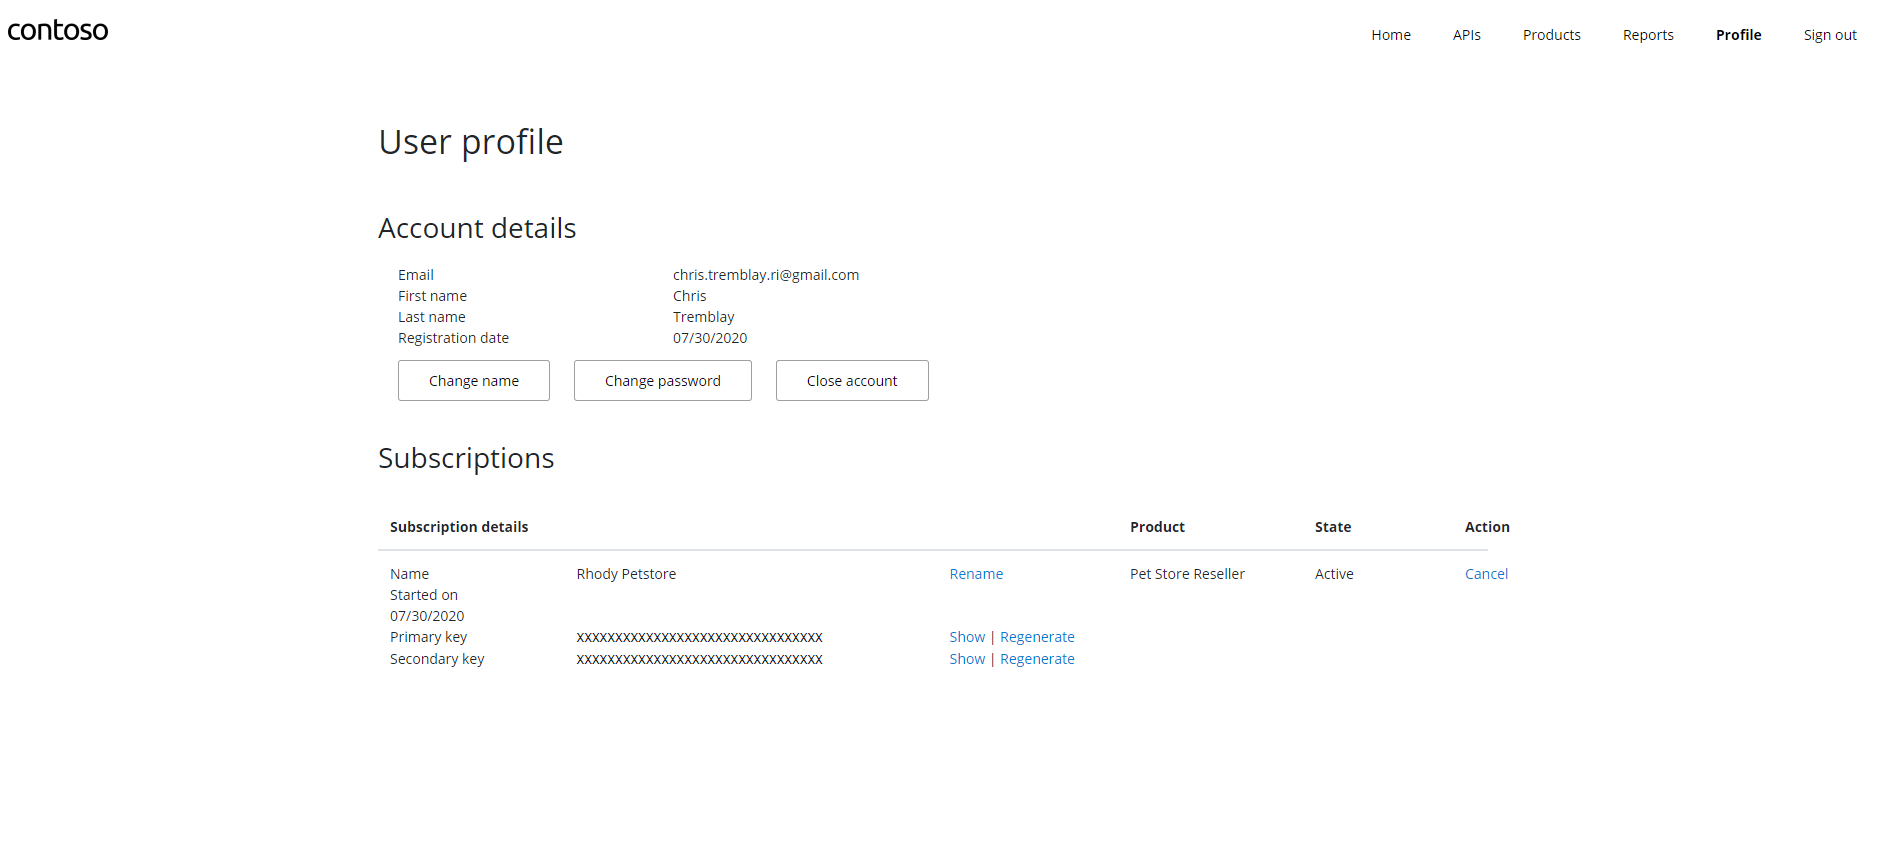 contoso
Home APIs Products Reports Profile Sign out
User profile
Account details
Email chris.tremblay.ri@gmail.com
First name Chris
Last name Tremblay
Registration date 07/30/2020
Change name Change password Close account
Subscriptions
Subscription details Product State Action
Name Rhody Petstore Rename Pet Store Reseller Active Cancel
Started on
07/30/2020
Primary key XXXXXXXXXXXXXXXXXXXXXXXXXXXXXXXX Show | Regenerate
Secondary key XXXXXXXXXXXXXXXXXXXXXXXXXXXXXXXX Show | Regenerate